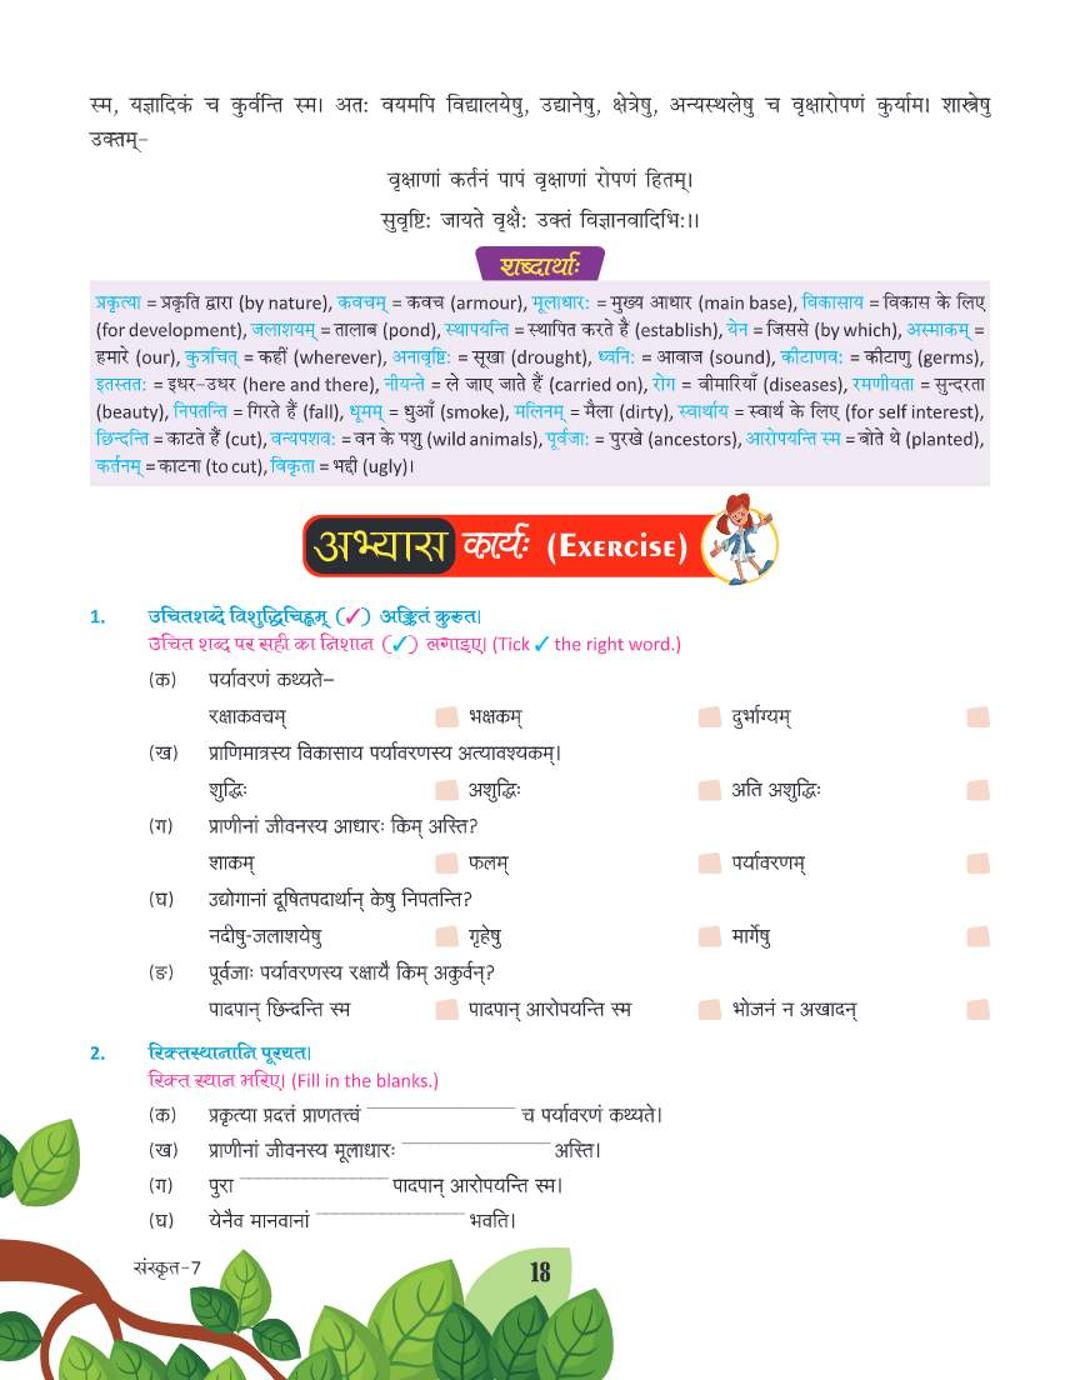 स्म, यज्ञादिकं च कुर्वन्ति स्म। अतः वयमपि विद्यालयेषु, उद्यानेषु, क्षेत्रेषु, अन्यस्थलेषु च वृक्षारोपणं कुर्याम। शास्त्रेषु
उक्तम्–
वृक्षाणां कर्तनं पापं वृक्षाणां रोपणं हितम्।
सुवृष्टिः जायते वृक्षैः उक्तं विज्ञानवादिभिः।।
शब्दार्थाः
प्रकृत्या = प्रकृति द्वारा (by nature), कवचम् = कवच (armour), मूलाधारः = मुख्य आधार (main base), विकासाय = विकास के लिए
(for development), जलाशयम् = तालाब (pond), स्थापयन्ति = स्थापित करते हैं (establish), येन = जिससे (by which), अस्माकम् =
हमारे (our), कुत्रचित् = कहीं (wherever), अनावृष्टिः = सूखा (drought), ध्वनिः = आवाज (sound), कीटाणवः = कीटाणु (germs),
इतस्ततः = इधर-उधर (here and there), नीयन्ते = ले जाए जाते हैं (carried on), रोग = बीमारियाँ (diseases), रमणीयता = सुन्दरता
(beauty), निपतन्ति = गिरते हैं (fall), धूमम् = धुआँ (smoke), मलिनम् = मैला (dirty), स्वार्थाय = स्वार्थ के लिए (for self interest),
छिन्दन्ति = काटते हैं (cut), वन्यपशवः = वन के पशु (wild animals), पूर्वजाः = पुरखे (ancestors), आरोपयन्ति स्म = बोते थे (planted),
कर्तनम् = काटना (to cut), विकृता = भद्दी (ugly)।
अभ्यास कार्यः (EXERCISE)
1. उचितशब्दे विशुद्धिचिह्नम् (✓) अङ्कितं कुरुत।
उचित शब्द पर सही का निशान (✓) लगाइए। (Tick ✓ the right word.)
(क) पर्यावरणं कथ्यते–
रक्षाकवचम् भक्षकम् दुर्भाग्यम्
(ख) प्राणिमात्रस्य विकासाय पर्यावरणस्य अत्यावश्यकम्।
शुद्धिः अशुद्धिः अति अशुद्धिः
(ग) प्राणीनां जीवनस्य आधारः किम् अस्ति?
शाकम् फलम् पर्यावरणम्
(घ) उद्योगानां दूषितपदार्थान् केषु निपतन्ति?
नदीषु-जलाशयेषु गृहेषु मार्गेषु
(ङ) पूर्वजाः पर्यावरणस्य रक्षायै किम् अकुर्वन्?
पादपान् छिन्दन्ति स्म पादपान् आरोपयन्ति स्म भोजनं न अखादन्
2. रिक्तस्थानानि पूरयत।
रिक्त स्थान भरिए। (Fill in the blanks.)
(क) प्रकृत्या प्रदत्तं प्राणतत्त्वं ____________ च पर्यावरणं कथ्यते।
(ख) प्राणीनां जीवनस्य मूलाधारः ____________ अस्ति।
(ग) पुरा ____________ पादपान् आरोपयन्ति स्म।
(घ) येनैव मानवानां ____________ भवति।
संस्कृत-7
18